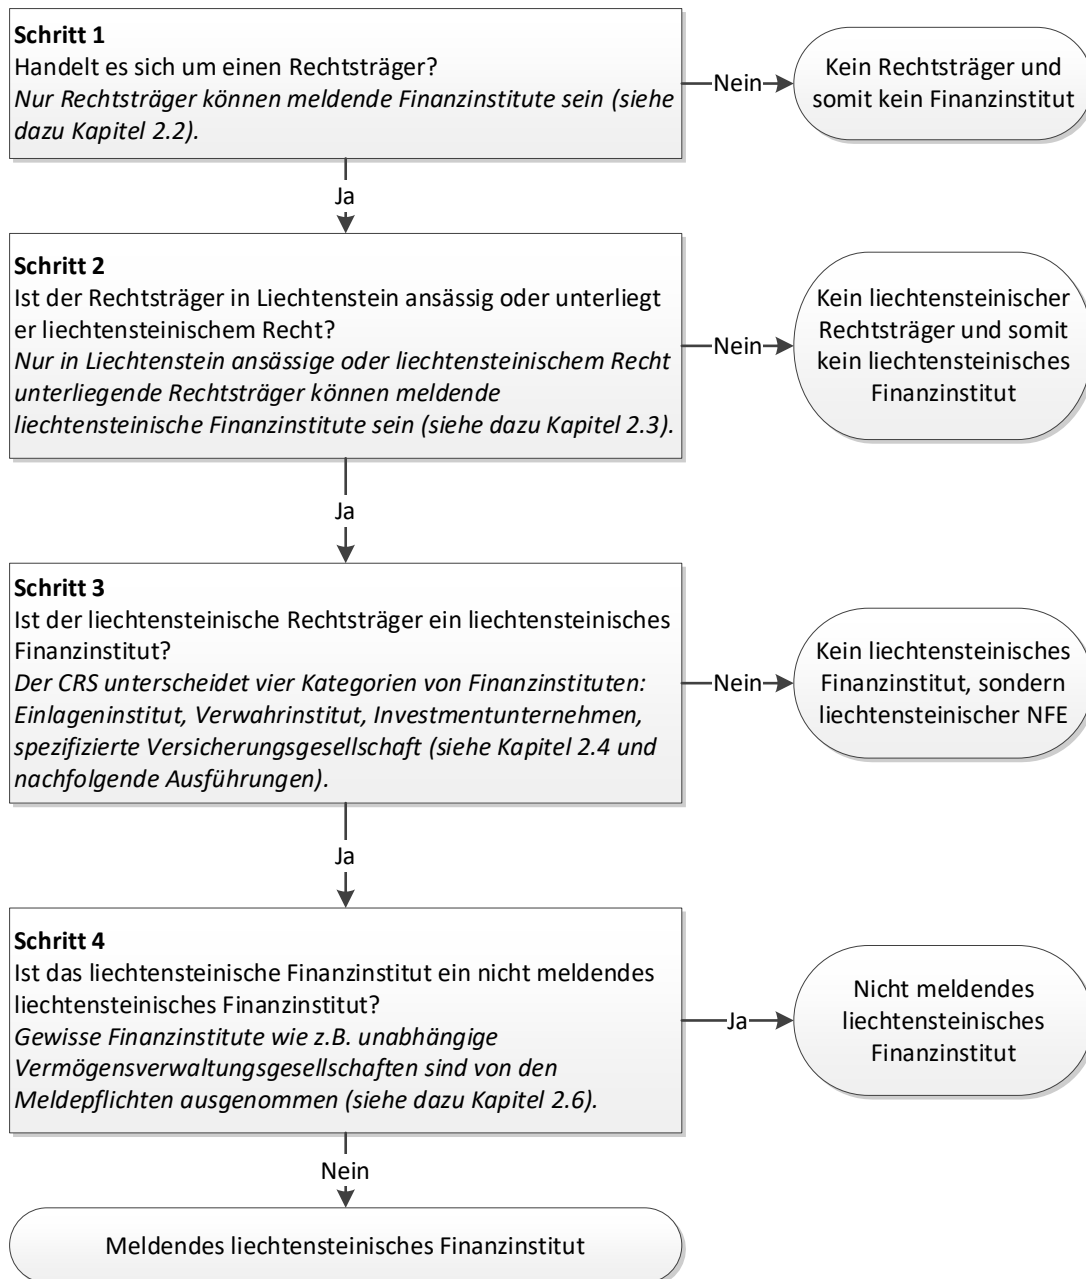 Schritt 1
Handelt es sich um einen Rechtsträger?
Nur Rechtsträger können meldende Finanzinstitute sein (siehe
dazu Kapitel 2.2).
Nein
Kein Rechtsträger und
somit kein Finanzinstitut
Ja
Schritt 2
Ist der Rechtsträger in Liechtenstein ansässig oder unterliegt
er liechtensteinischem Recht?
Nur in Liechtenstein ansässige oder liechtensteinischem Recht
unterliegende Rechtsträger können meldende
liechtensteinische Finanzinstitute sein (siehe dazu Kapitel 2.3).
Nein
Kein liechtensteinischer
Rechtsträger und somit
kein liechtensteinisches
Finanzinstitut
Ja
Schritt 3
Ist der liechtensteinische Rechtsträger ein liechtensteinisches
Finanzinstitut?
Der CRS unterscheidet vier Kategorien von Finanzinstituten:
Einlageninstitut, Verwahrinstitut, Investmentunternehmen,
spezifizierte Versicherungsgesellschaft (siehe Kapitel 2.4 und
nachfolgende Ausführungen).
Nein
Kein liechtensteinisches
Finanzinstitut, sondern
liechtensteinischer NFE
Ja
Schritt 4
Ist das liechtensteinische Finanzinstitut ein nicht meldendes
liechtensteinisches Finanzinstitut?
Gewisse Finanzinstitute wie z.B. unabhängige
Vermögensverwaltungsgesellschaften sind von den
Meldepflichten ausgenommen (siehe dazu Kapitel 2.6).
Ja
Nicht meldendes
liechtensteinisches
Finanzinstitut
Nein
Meldendes liechtensteinisches Finanzinstitut